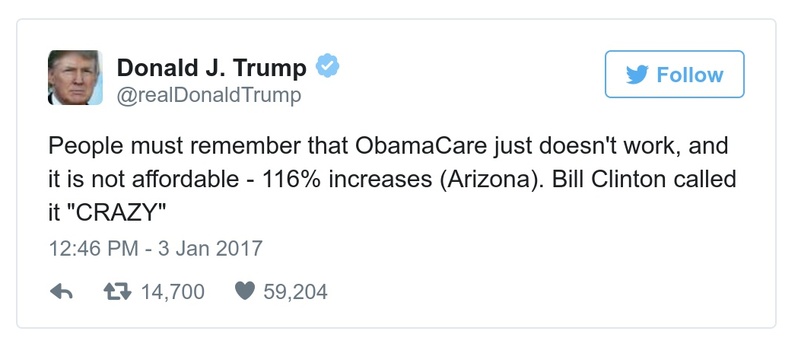 Donald J. Trump
@realDonaldTrump
Follow
People must remember that ObamaCare just doesn't work, and
it is not affordable - 116% increases (Arizona). Bill Clinton called
it "CRAZY"
12:46 PM - 3 Jan 2017
14,700 59,204